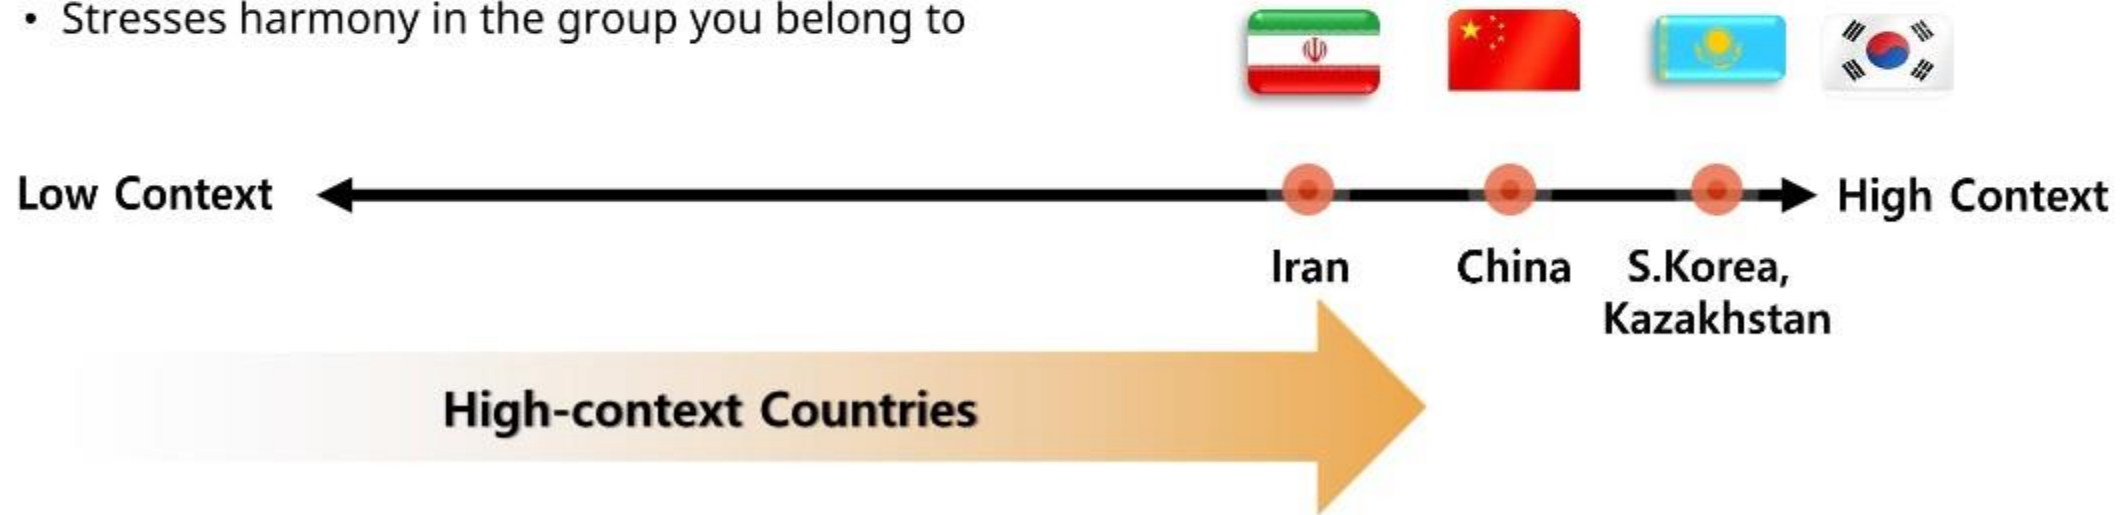 • Stresses harmony in the group you belong to
Low Context
High Context
Iran
China
S.Korea,
Kazakhstan
High-context Countries